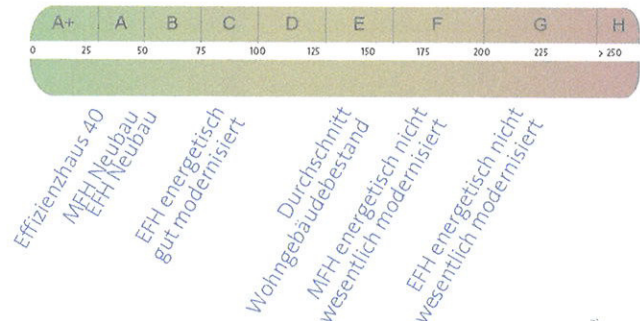 A+ A B C D E F G H
0 25 50 75 100 125 150 175 200 225 > 250
Effizienzhaus 40
MFH Neubau
EFH Neubau
EFH energetisch
gut modernisiert
Durchschnitt
Wohngebäudebestand
MFH energetisch nicht
wesentlich modernisiert
EFH energetisch nicht
wesentlich modernisiert